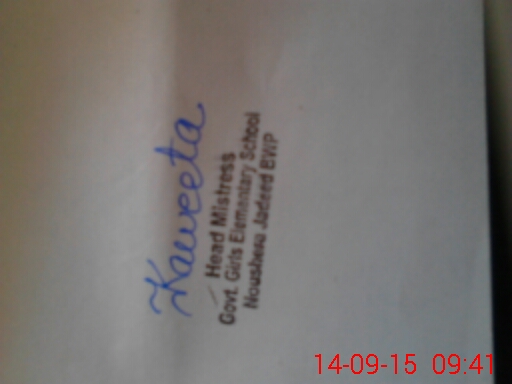 Kaweeta
Head Mistress
Govt. Girls Elementary School
Noushera Jadeed BWP
14-09-15 09:41